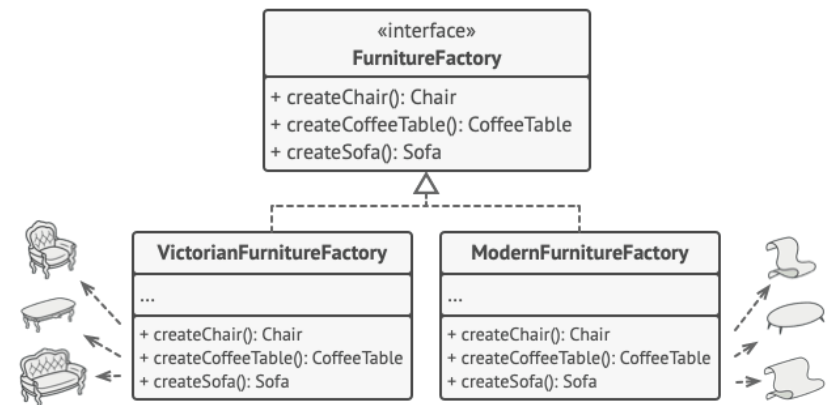 «interface»
FurnitureFactory
+ createChair(): Chair
+ createCoffeeTable(): CoffeeTable
+ createSofa(): Sofa
VictorianFurnitureFactory
...
+ createChair(): Chair
+ createCoffeeTable(): CoffeeTable
+ createSofa(): Sofa
ModernFurnitureFactory
...
+ createChair(): Chair
+ createCoffeeTable(): CoffeeTable
+ createSofa(): Sofa